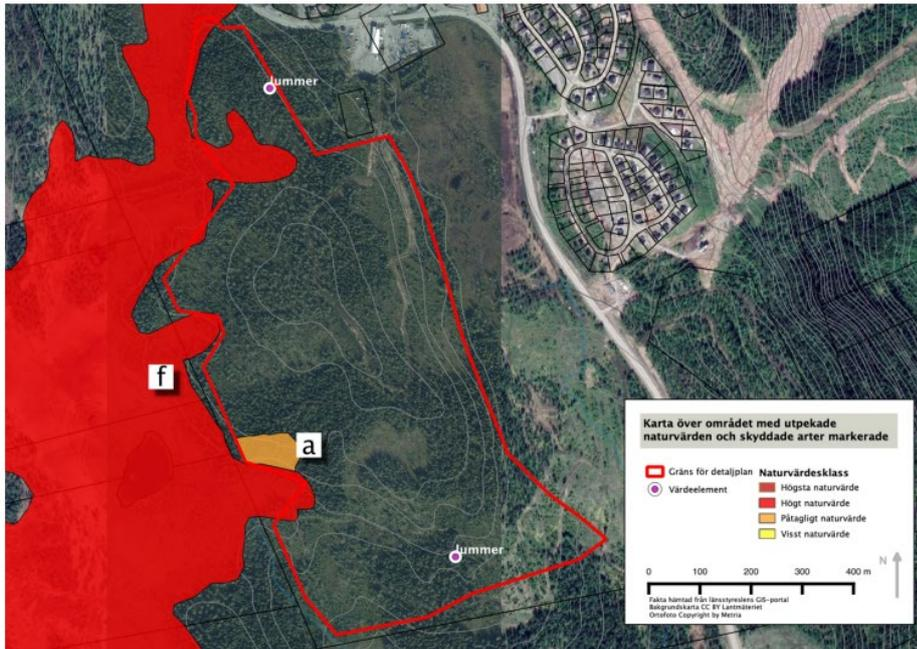 lummer
f
a
lummer
Karta över området med utpekade
naturvärden och skyddade arter markerade
Gräns för detaljplan
Värdeelement
Naturvärdesklass
Högsta naturvärde
Högt naturvärde
Påtagligt naturvärde
Visst naturvärde
0 100 200 300 400 m
N
Fakta hämtad från länsstyreslens GIS-portal
Bakgrundskarta CC BY Lantmäteriet
Ortofoto Copyright by Metria